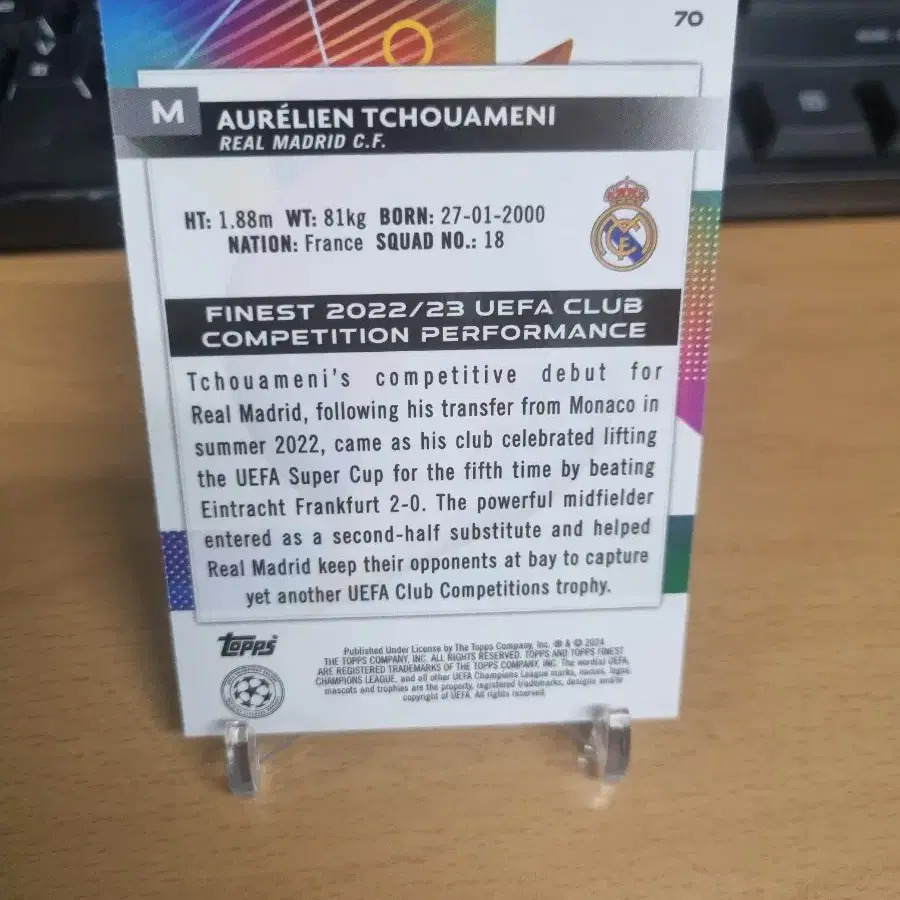 70
M
AURÉLIEN TCHOUAMENI
REAL MADRID C.F.
HT: 1.88m WT: 81kg BORN: 27-01-2000
NATION: France SQUAD NO.: 18
FINEST 2022/23 UEFA CLUB
COMPETITION PERFORMANCE
Tchouameni's competitive debut for
Real Madrid, following his transfer from Monaco in
summer 2022, came as his club celebrated lifting
the UEFA Super Cup for the fifth time by beating
Eintracht Frankfurt 2-0. The powerful midfielder
entered as a second-half substitute and helped
Real Madrid keep their opponents at bay to capture
yet another UEFA Club Competitions trophy.
Topps
Published Under License by The Topps Company, Inc. ® & © 2024
THE TOPPS COMPANY, INC. ALL RIGHTS RESERVED. TOPPS AND TOPPS FINEST
ARE REGISTERED TRADEMARKS OF THE TOPPS COMPANY, INC. The word(s) UEFA,
CHAMPIONS LEAGUE, and all other UEFA Champions League marks, names, logos,
mascots and trophies are the property, registered trademarks, designs and/or
copyright of UEFA. All rights reserved.